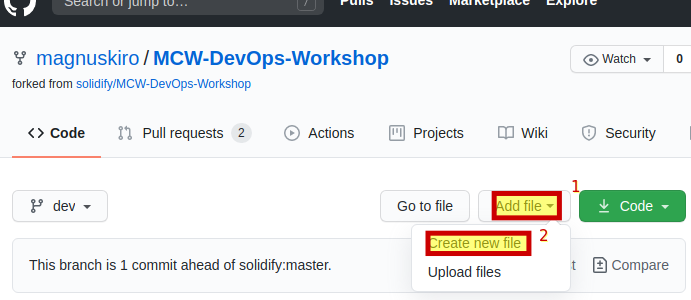 Search or jump to…
/
Pulls Issues Marketplace Explore
magnuskiro / MCW-DevOps-Workshop
Watch 0
forked from solidify/MCW-DevOps-Workshop
Code Pull requests 2 Actions Projects Wiki Security
1
dev Go to file Add file Code
Create new file 2
This branch is 1 commit ahead of solidify:master. Compare
Upload files